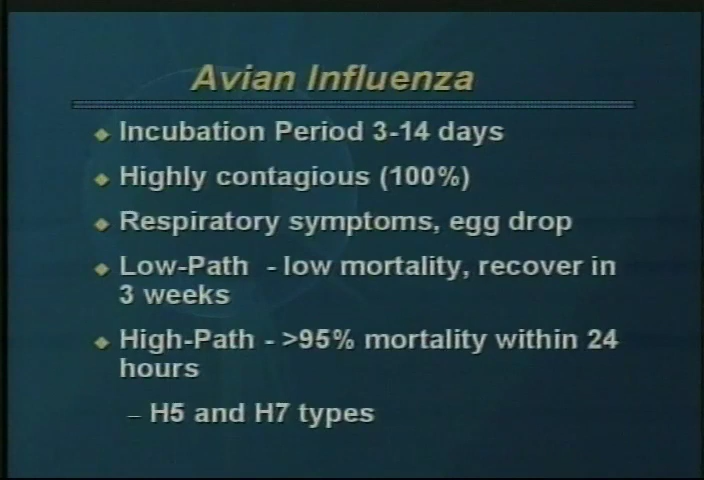 Avian Influenza
Incubation Period 3-14 days
Highly contagious (100%)
Respiratory symptoms, egg drop
Low-Path - low mortality, recover in
3 weeks
High-Path - >95% mortality within 24
hours
– H5 and H7 types